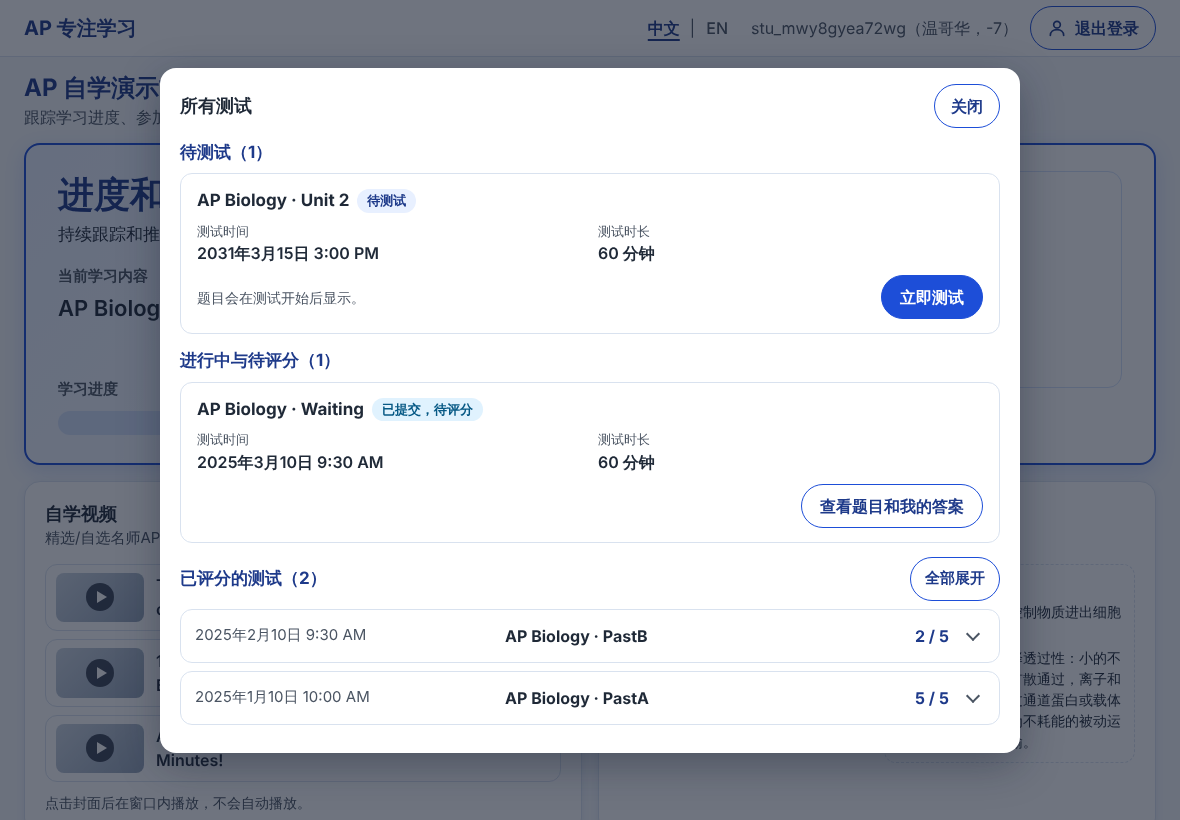 AP 专注学习
中文 | EN stu_mwy8gyea72wg（温哥华，-7） 退出登录
AP 自学演示
跟踪学习进度、参加
进度和
持续跟踪和推
当前学习内容
AP Biolog
学习进度
所有测试
关闭
待测试（1）
AP Biology · Unit 2 待测试
测试时间 测试时长
2031年3月15日 3:00 PM 60 分钟
题目会在测试开始后显示。 立即测试
进行中与待评分（1）
AP Biology · Waiting 已提交，待评分
测试时间 测试时长
2025年3月10日 9:30 AM 60 分钟
查看题目和我的答案
已评分的测试（2） 全部展开
2025年2月10日 9:30 AM AP Biology · PastB 2 / 5
2025年1月10日 10:00 AM AP Biology · PastA 5 / 5
自学视频
精选/自选名师AP
Minutes!
点击封面后在窗口内播放，不会自动播放。
制物质进出细胞
透过性：小的不
散通过，离子和
通道蛋白或载体
不耗能的被动运